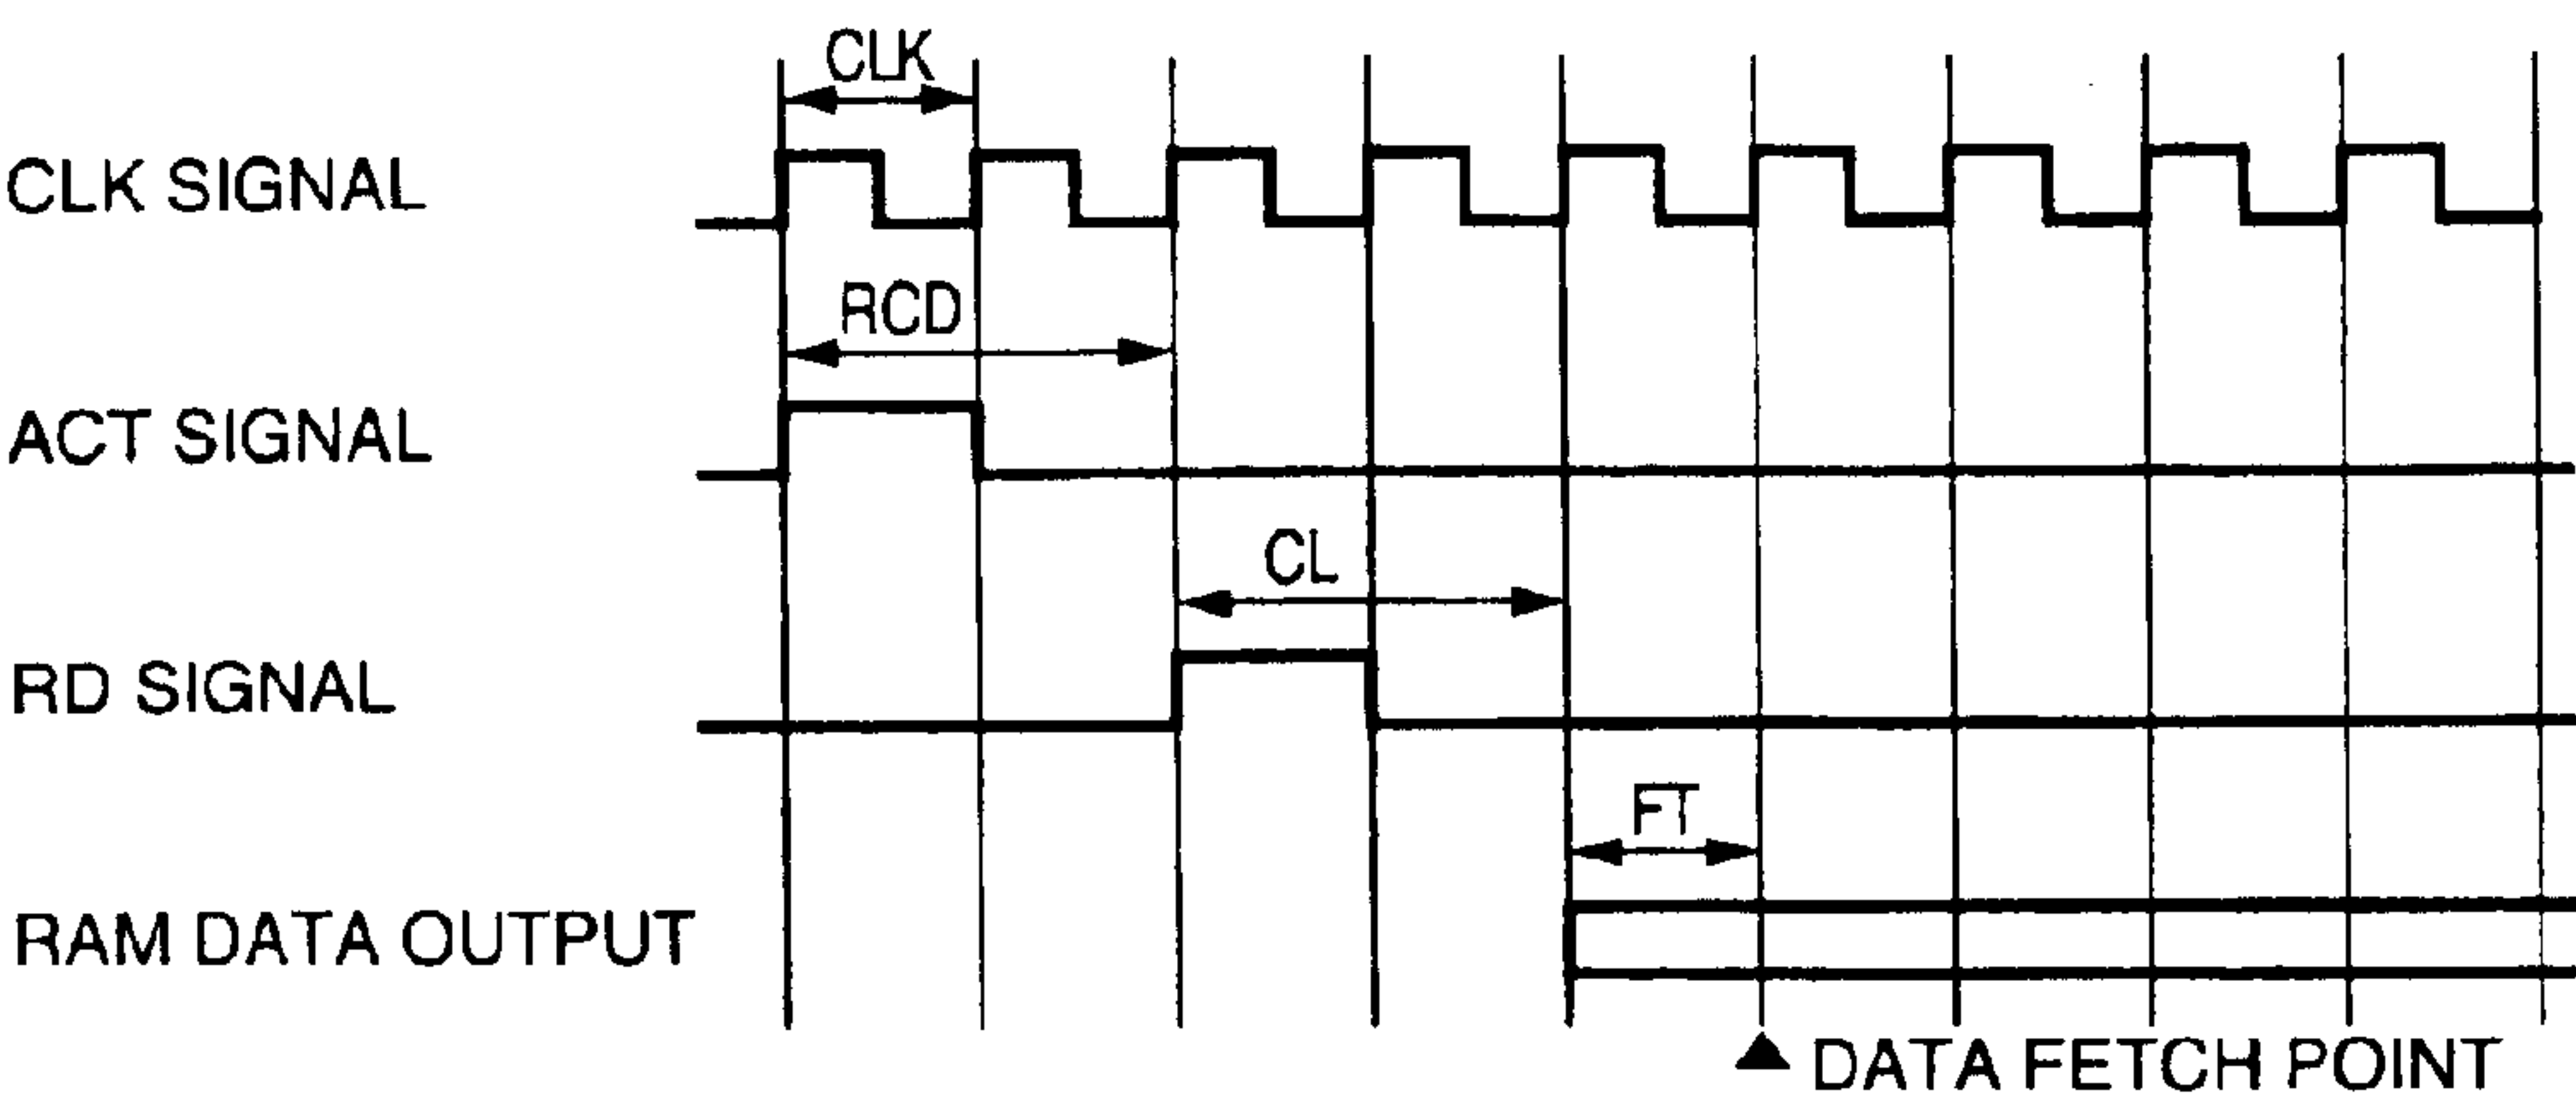 CLK
CLK SIGNAL
RCD
ACT SIGNAL
CL
RD SIGNAL
FT
RAM DATA OUTPUT
DATA FETCH POINT